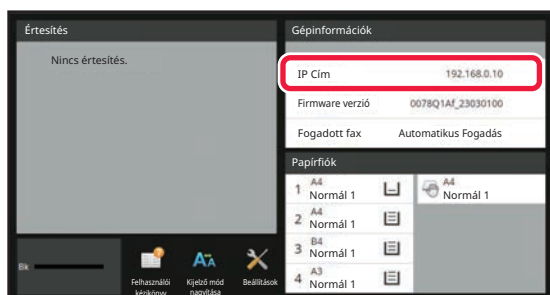 Értesítés
Nincs értesítés.
Gépinformációk
IP Cím 192.168.0.10
Firmware verzió 0078Q1Af_23030100
Fogadott fax Automatikus Fogadás
Papírfiók
1 A4 Normál 1
A4 Normál 1
2 A4 Normál 1
3 B4 Normál 1
4 A3 Normál 1
Bk
Felhasználói kézikönyv
Kijelző mód nagyítása
Beállítások